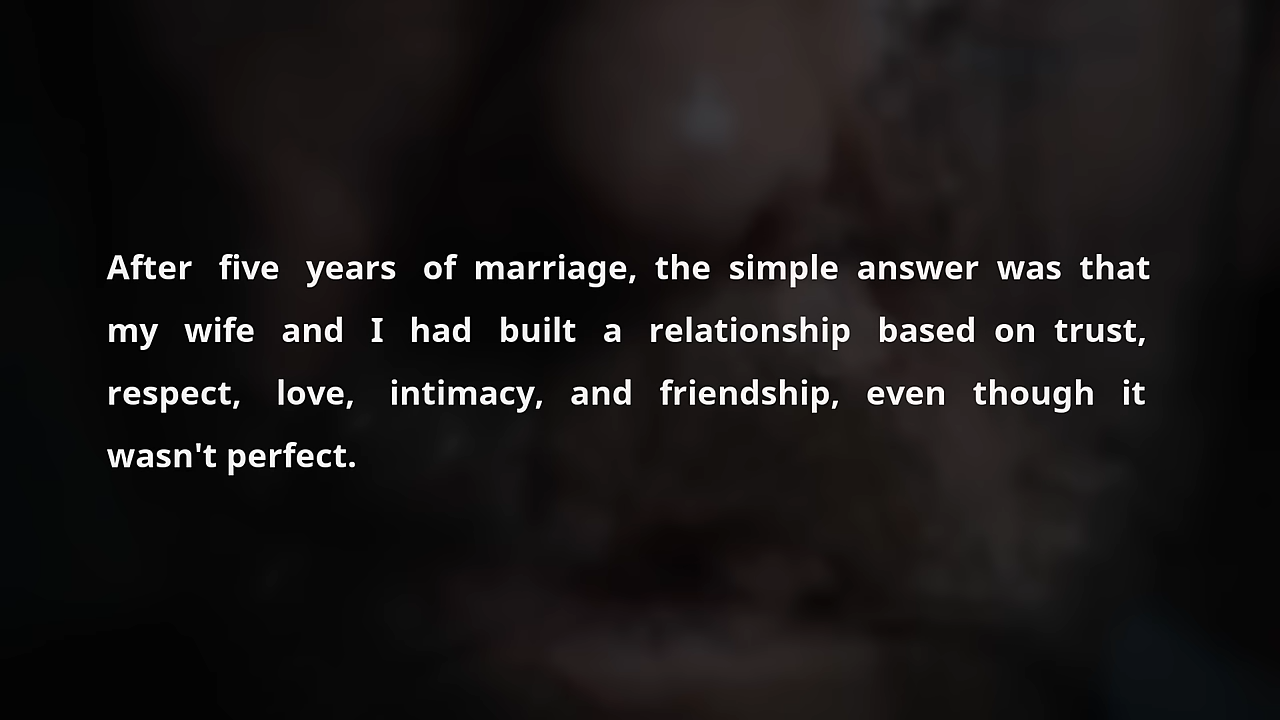 After five years of marriage, the simple answer was that
my wife and I had built a relationship based on trust,
respect, love, intimacy, and friendship, even though it
wasn't perfect.